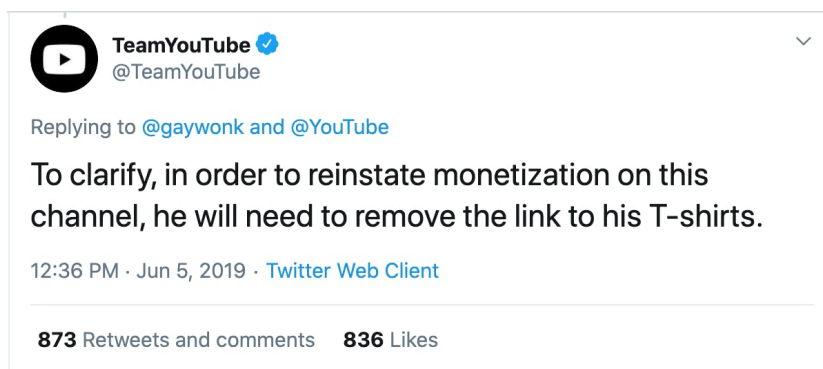 TeamYouTube
@TeamYouTube
Replying to @gaywonk and @YouTube
To clarify, in order to reinstate monetization on this
channel, he will need to remove the link to his T-shirts.
12:36 PM · Jun 5, 2019 · Twitter Web Client
873 Retweets and comments 836 Likes